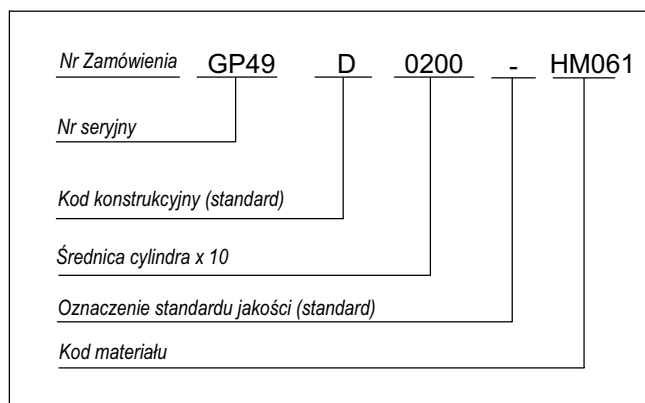 Nr Zamówienia GP49 D 0200 - HM061
Nr seryjny
Kod konstrukcyjny (standard)
Średnica cylindra x 10
Oznaczenie standardu jakości (standard)
Kod materiału